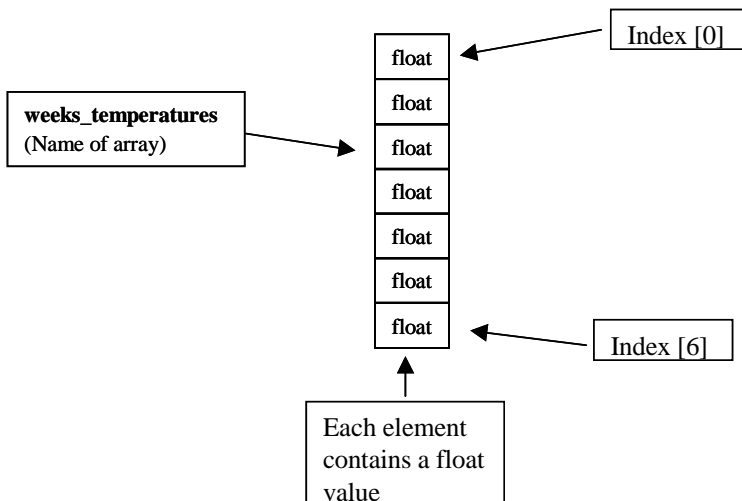 Index [0]
float
float
weeks_temperatures
(Name of array)
float
float
float
float
float
Index [6]
Each element
contains a float
value